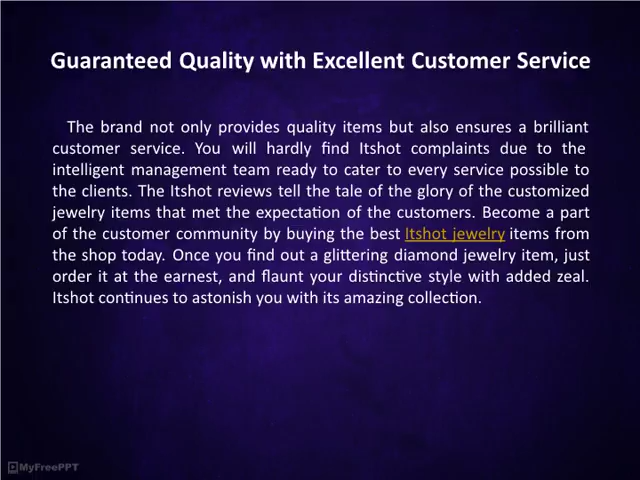 Guaranteed Quality with Excellent Customer Service
The brand not only provides quality items but also ensures a brilliant
customer service. You will hardly find Itshot complaints due to the
intelligent management team ready to cater to every service possible to
the clients. The Itshot reviews tell the tale of the glory of the customized
jewelry items that met the expectation of the customers. Become a part
of the customer community by buying the best Itshot jewelry items from
the shop today. Once you find out a glittering diamond jewelry item, just
order it at the earnest, and flaunt your distinctive style with added zeal.
Itshot continues to astonish you with its amazing collection.
MyFreePPT